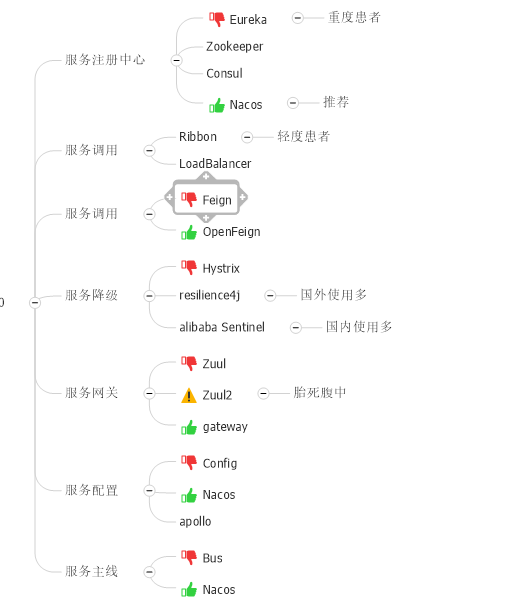 Eureka
重度患者
服务注册中心
Zookeeper
Consul
Nacos
推荐
服务调用
Ribbon
轻度患者
LoadBalancer
服务调用
Feign
OpenFeign
0
服务降级
Hystrix
resilience4j
国外使用多
alibaba Sentinel
国内使用多
服务网关
Zuul
Zuul2
胎死腹中
gateway
服务配置
Config
Nacos
apollo
服务主线
Bus
Nacos